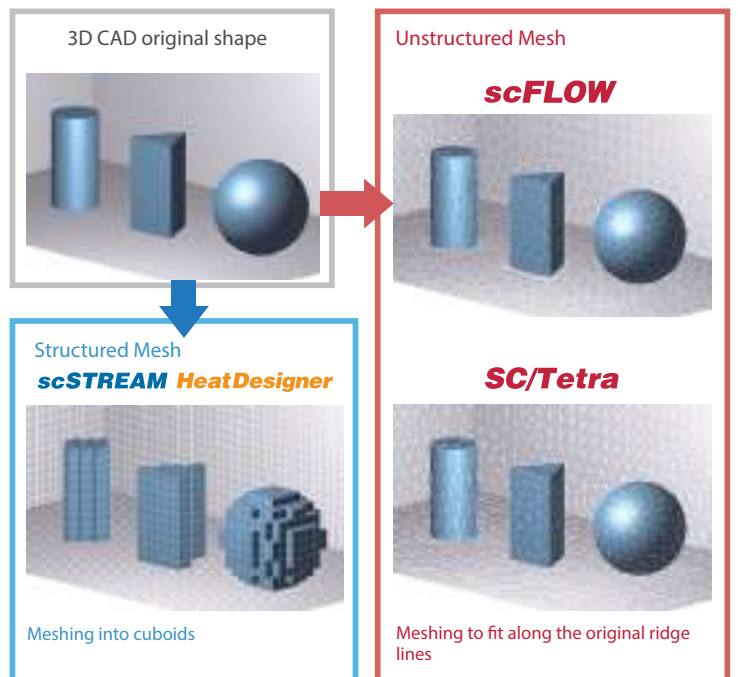 3D CAD original shape
Unstructured Mesh
scFLOW
Structured Mesh
scSTREAM HeatDesigner
Meshing into cuboids
SC/Tetra
Meshing to fit along the original ridge
lines